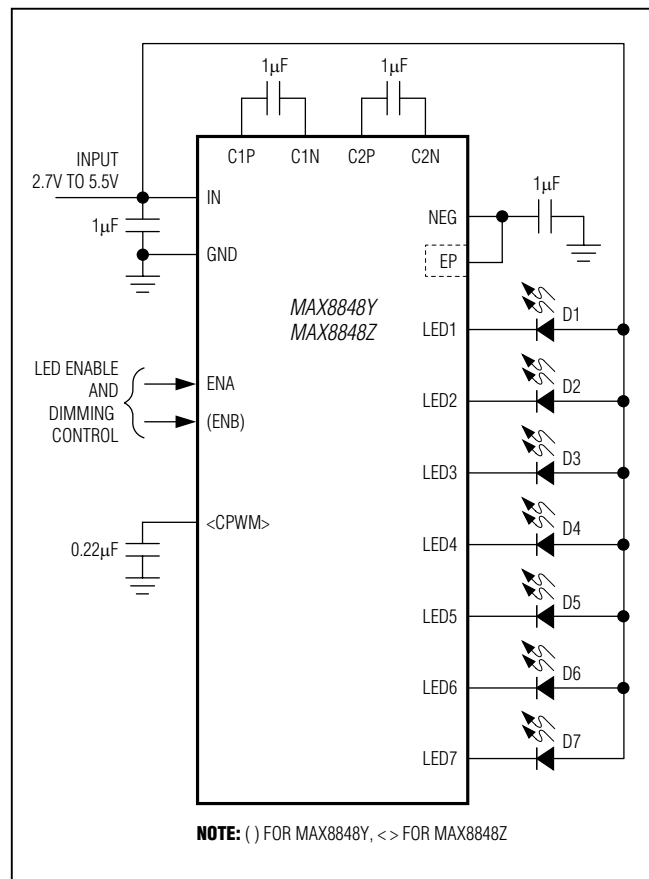 1µF
1µF
C1P
C1N
C2P
C2N
INPUT
2.7V TO 5.5V
IN
1µF
GND
NEG
1µF
EP
MAX8848Y
MAX8848Z
LED ENABLE
AND
DIMMING
CONTROL
ENA
(ENB)
<CPWM>
0.22µF
LED1
D1
LED2
D2
LED3
D3
LED4
D4
LED5
D5
LED6
D6
LED7
D7
NOTE: ( ) FOR MAX8848Y, < > FOR MAX8848Z